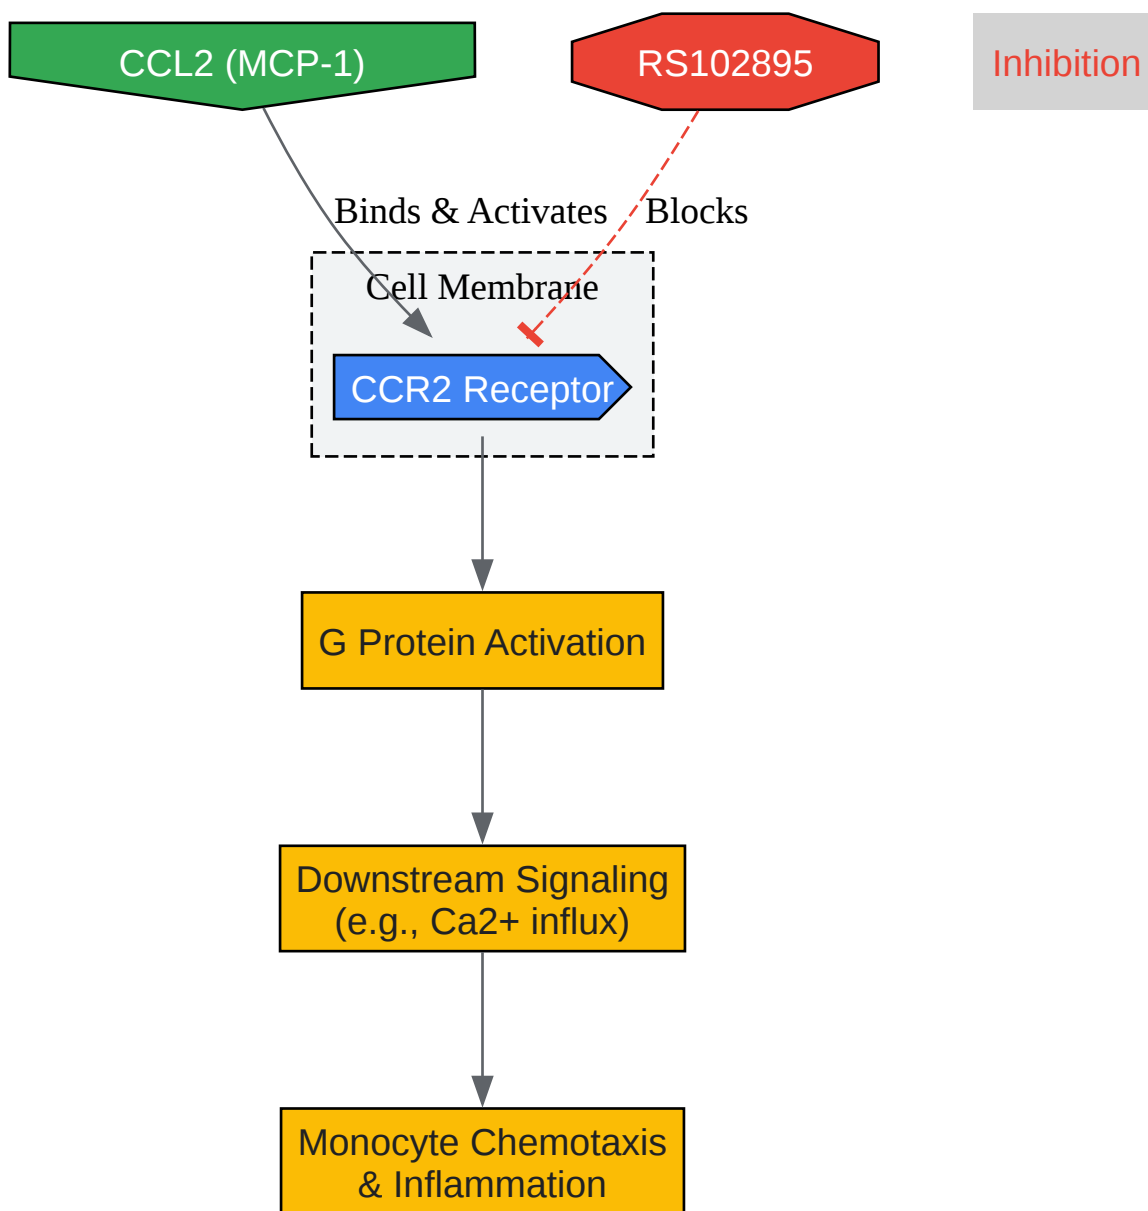 CCL2 (MCP-1)
RS102895
Inhibition
Binds & Activates
Blocks
Cell Membrane
CCR2 Receptor
G Protein Activation
Downstream Signaling
(e.g., Ca2+ influx)
Monocyte Chemotaxis
& Inflammation